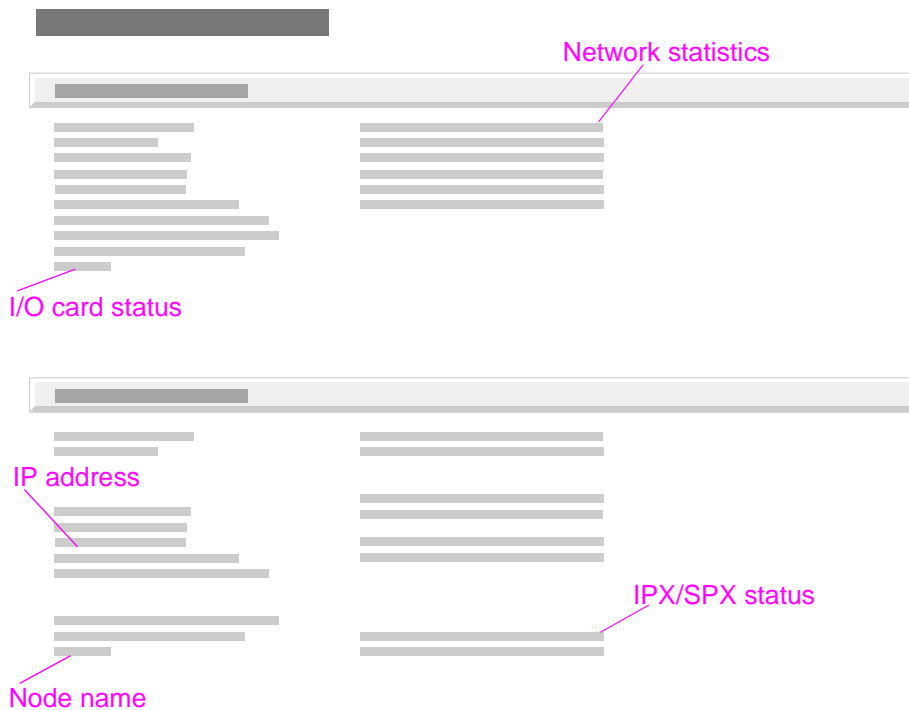 Network statistics
I/O card status
IP address
IPX/SPX status
Node name